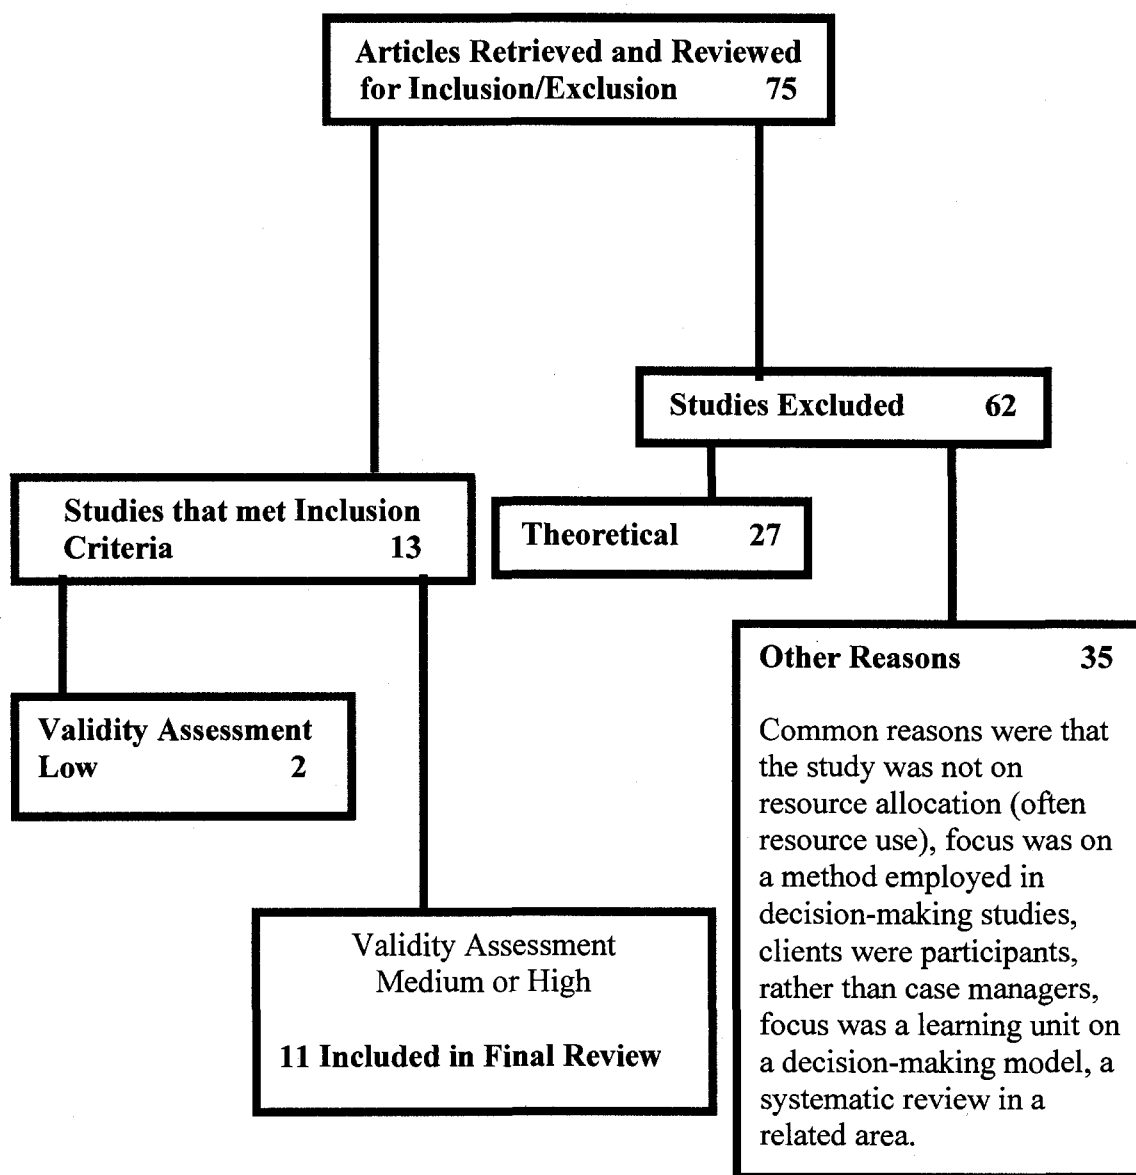 Articles Retrieved and Reviewed
for Inclusion/Exclusion 75
Studies Excluded 62
Studies that met Inclusion
Criteria 13
Theoretical 27
Validity Assessment
Low 2
Other Reasons 35
Common reasons were that
the study was not on
resource allocation (often
resource use), focus was on
a method employed in
decision-making studies,
clients were participants,
rather than case managers,
focus was a learning unit on
a decision-making model, a
systematic review in a
related area.
Validity Assessment
Medium or High
11 Included in Final Review